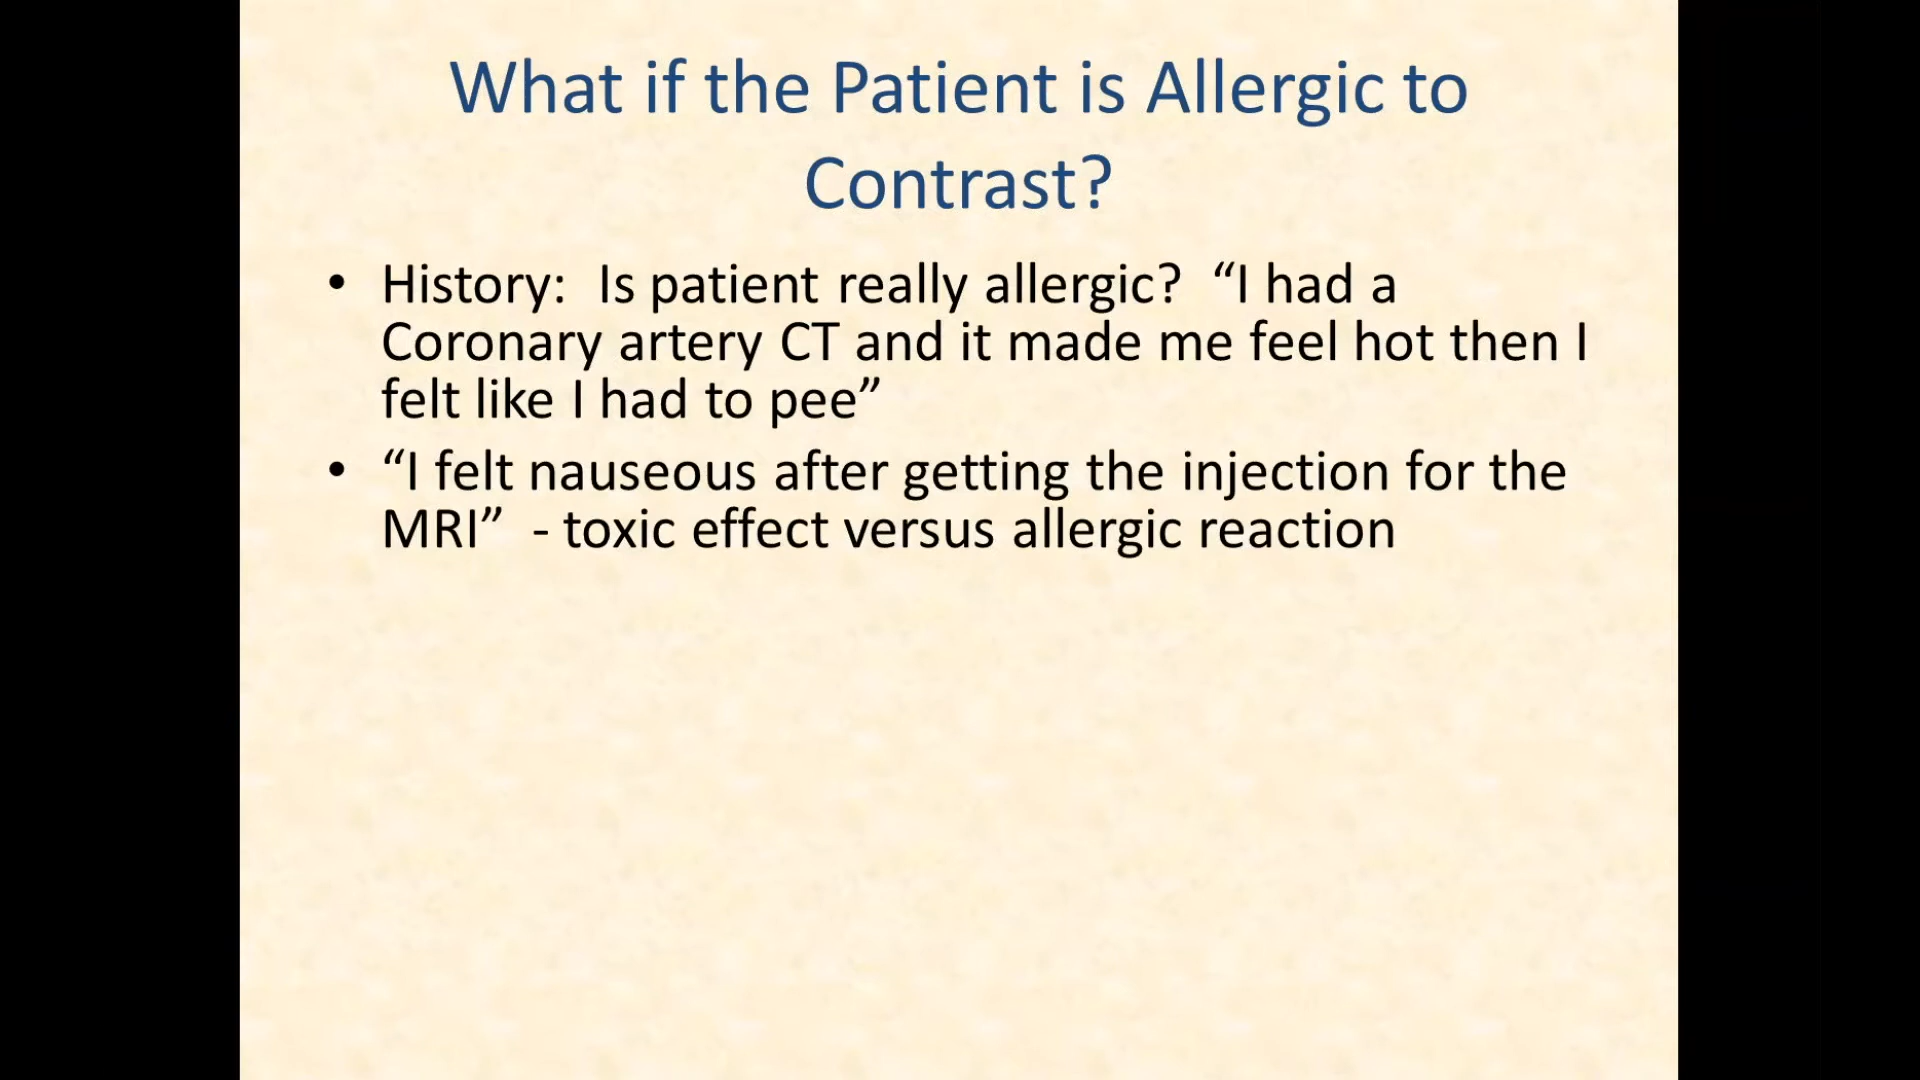 What if the Patient is Allergic to
Contrast?
• History:  Is patient really allergic?  “I had a
Coronary artery CT and it made me feel hot then I
felt like I had to pee”
• “I felt nauseous after getting the injection for the
MRI”  - toxic effect versus allergic reaction